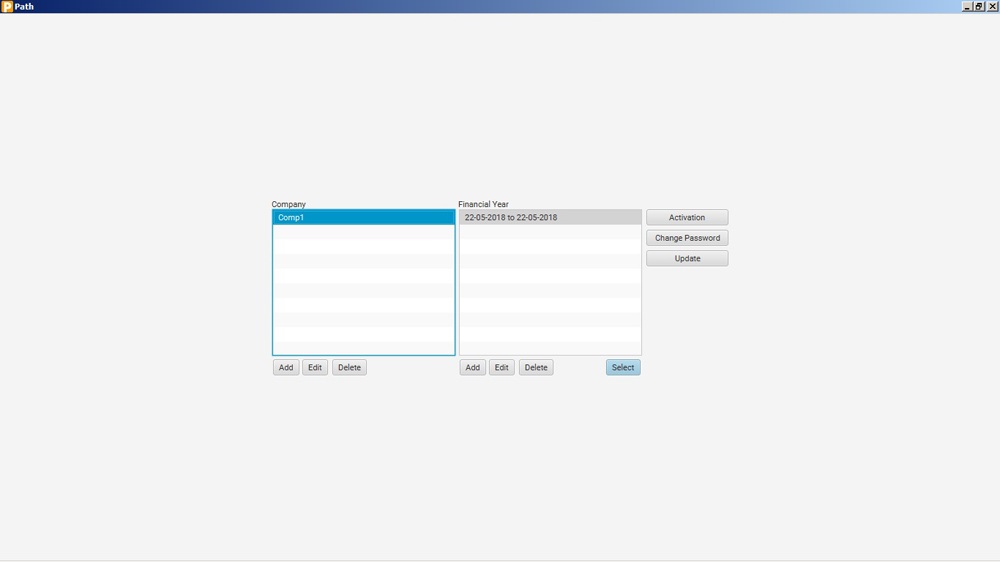 P Path
Company
Financial Year
Comp1
22-05-2018 to 22-05-2018
Activation
Change Password
Update
Add Edit Delete
Add Edit Delete Select